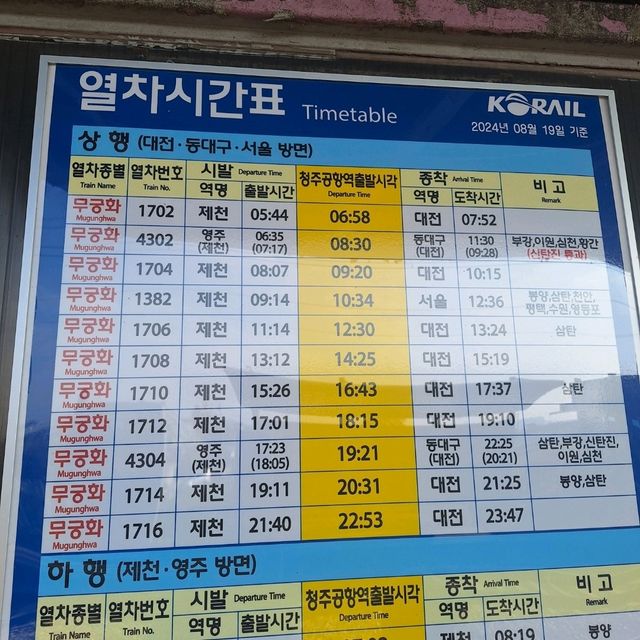 열차시간표 Timetable KORAIL
2024년 08월 19일 기준
상 행 (대전·동대구·서울 방면)
열차종별 열차번호 시발 Departure Time 청주공항역출발시각 종착 Arrival Time 비 고
Train Name Train No. 역명 출발시간 Departure Time 역명 도착시간 Remark
무궁화 Mugunghwa 1702 제천 05:44 06:58 대전 07:52
무궁화 Mugunghwa 4302 영주 (제천) 06:35 (07:17) 08:30 동대구 (대전) 11:30 (09:28) 부강,이원,심천,황간 (신탄진 통과)
무궁화 Mugunghwa 1704 제천 08:07 09:20 대전 10:15
무궁화 Mugunghwa 1382 제천 09:14 10:34 서울 12:36 봉양,삼탄,천안, 평택,수원,영등포
무궁화 Mugunghwa 1706 제천 11:14 12:30 대전 13:24 삼탄
무궁화 Mugunghwa 1708 제천 13:12 14:25 대전 15:19
무궁화 Mugunghwa 1710 제천 15:26 16:43 대전 17:37 삼탄
무궁화 Mugunghwa 1712 제천 17:01 18:15 대전 19:10
무궁화 Mugunghwa 4304 영주 (제천) 17:23 (18:05) 19:21 동대구 (대전) 22:25 (20:21) 삼탄,부강,신탄진, 이원,심천
무궁화 Mugunghwa 1714 제천 19:11 20:31 대전 21:25 봉양,삼탄
무궁화 Mugunghwa 1716 제천 21:40 22:53 대전 23:47
하 행 (제천·영주 방면)
열차종별 열차번호 시발 Departure Time 청주공항역출발시각 종착 Arrival Time 비 고
Train Name Train No. 역명 출발시간 Departure Time 역명 도착시간 Remark
제천 08:19 봉양